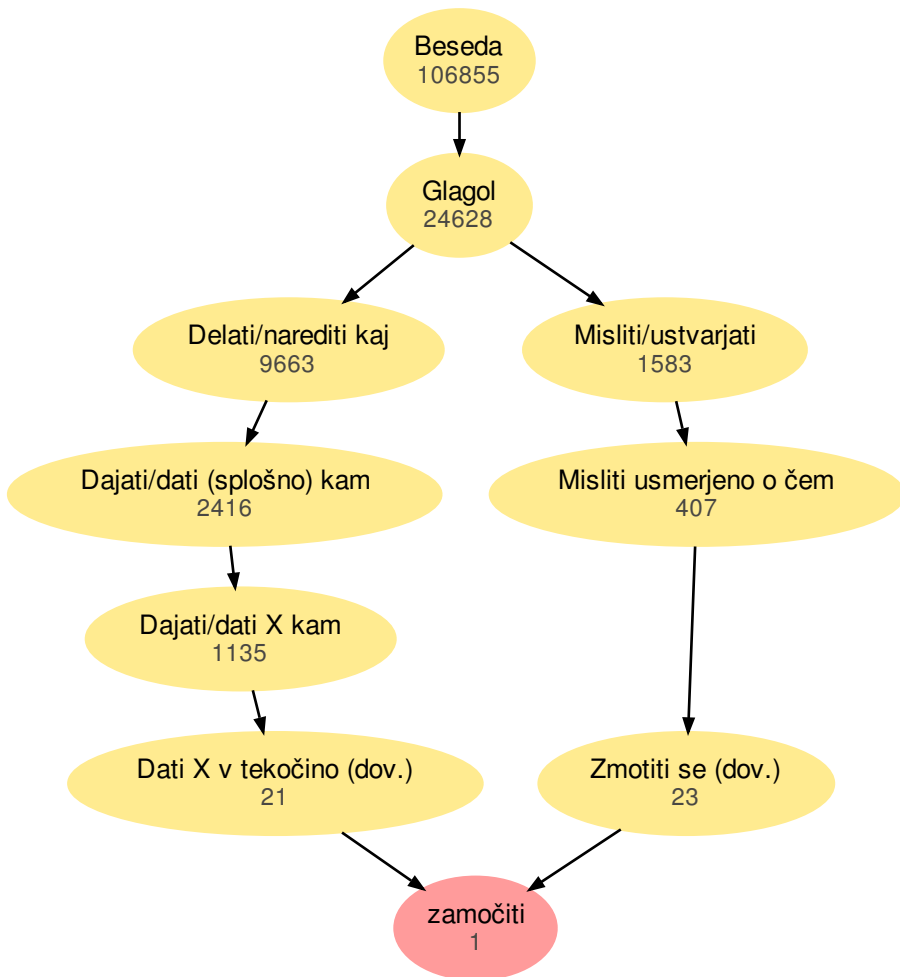 Beseda
106855
Glagol
24628
Delati/narediti kaj
9663
Misliti/ustvarjati
1583
Dajati/dati (splošno) kam
2416
Misliti usmerjeno o čem
407
Dajati/dati X kam
1135
Dati X v tekočino (dov.)
21
Zmotiti se (dov.)
23
zamočiti
1